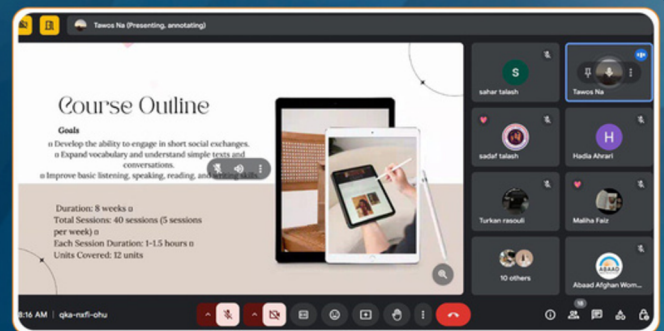 Tawos Na (Presenting, annotating)
Course Outline
Goals
¤ Develop the ability to engage in short social exchanges.
¤ Expand vocabulary and understand simple texts and
conversations.
¤ Improve basic listening, speaking, reading, and writing skills.
Duration: 8 weeks ¤
Total Sessions: 40 sessions (5 sessions
per week) ¤
Each Session Duration: 1-1.5 hours ¤
Units Covered: 12 units
S
sahar talash
Tawos Na
sadaf talash
H
Hadia Ahrari
Turkan rasouli
Maliha Faiz
10 others
ABAAD
Abaad Afghan Wom...
8:16 AM | qka-nxfi-ohu
18